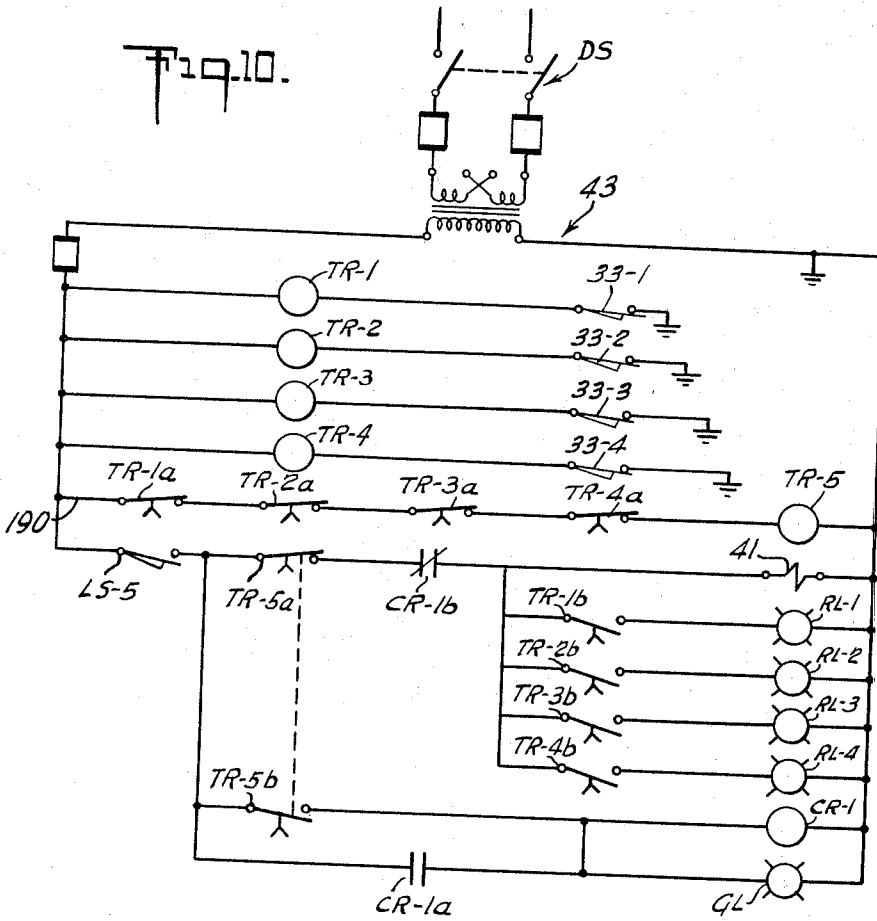 Fig.10.
DS
43
TR-1
33-1
TR-2
33-2
TR-3
33-3
TR-4
33-4
TR-5
TR-1a
TR-2a
TR-3a
TR-4a
190
LS-5
TR-5a
CR-1b
41
TR-1b
RL-1
TR-2b
RL-2
TR-3b
RL-3
TR-4b
RL-4
TR-5b
CR-1
CR-1a
GL